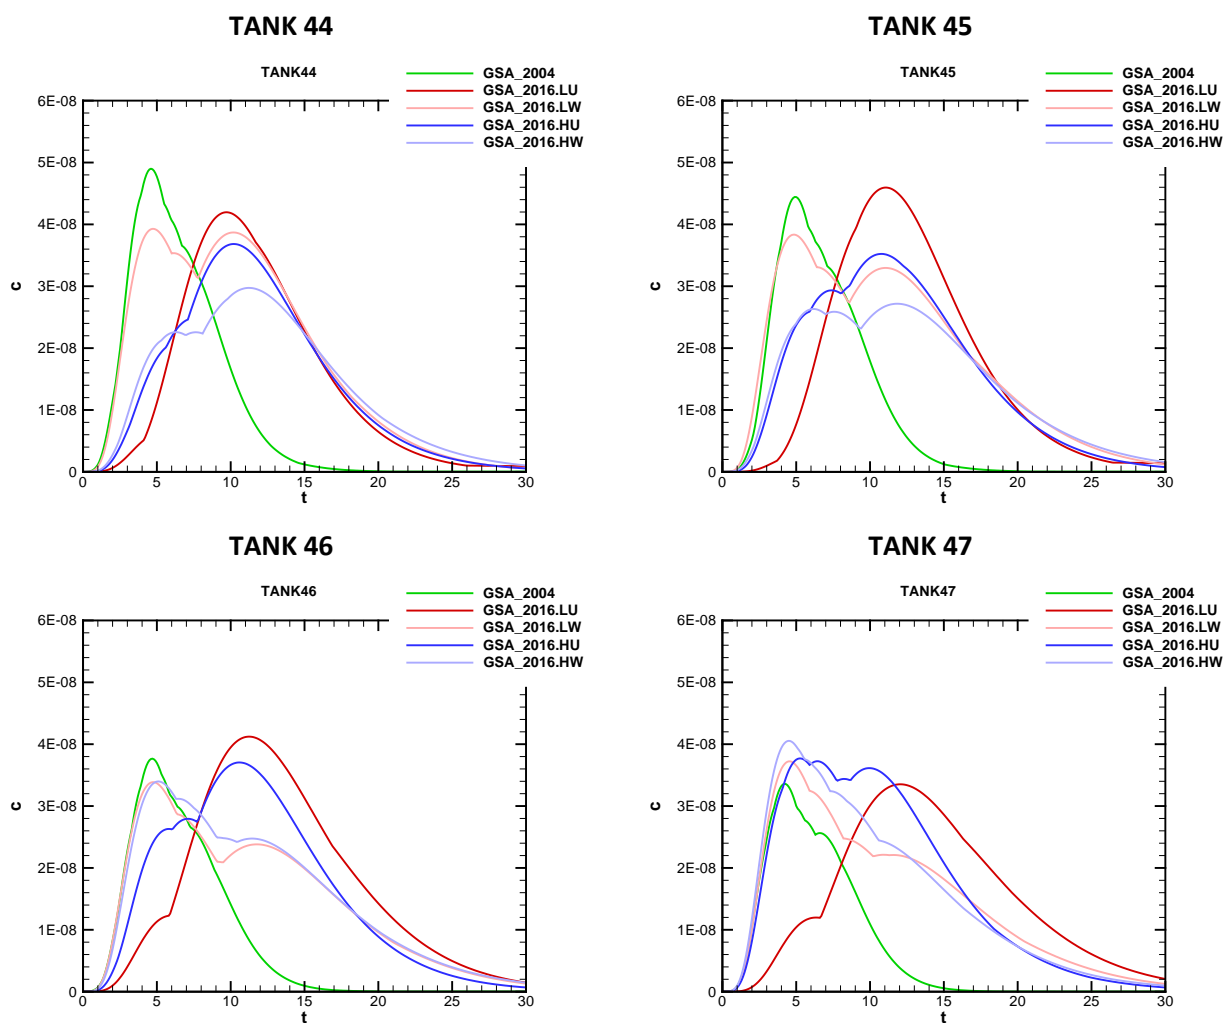 TANK 44
TANK44
GSA_2004
GSA_2016.LU
GSA_2016.LW
GSA_2016.HU
GSA_2016.HW
6E-08
5E-08
4E-08
3E-08
2E-08
1E-08
0
c
0 5 10 15 20 25 30
t
TANK 45
TANK45
GSA_2004
GSA_2016.LU
GSA_2016.LW
GSA_2016.HU
GSA_2016.HW
6E-08
5E-08
4E-08
3E-08
2E-08
1E-08
0
c
0 5 10 15 20 25 30
t
TANK 46
TANK46
GSA_2004
GSA_2016.LU
GSA_2016.LW
GSA_2016.HU
GSA_2016.HW
6E-08
5E-08
4E-08
3E-08
2E-08
1E-08
0
c
0 5 10 15 20 25 30
t
TANK 47
TANK47
GSA_2004
GSA_2016.LU
GSA_2016.LW
GSA_2016.HU
GSA_2016.HW
6E-08
5E-08
4E-08
3E-08
2E-08
1E-08
0
c
0 5 10 15 20 25 30
t